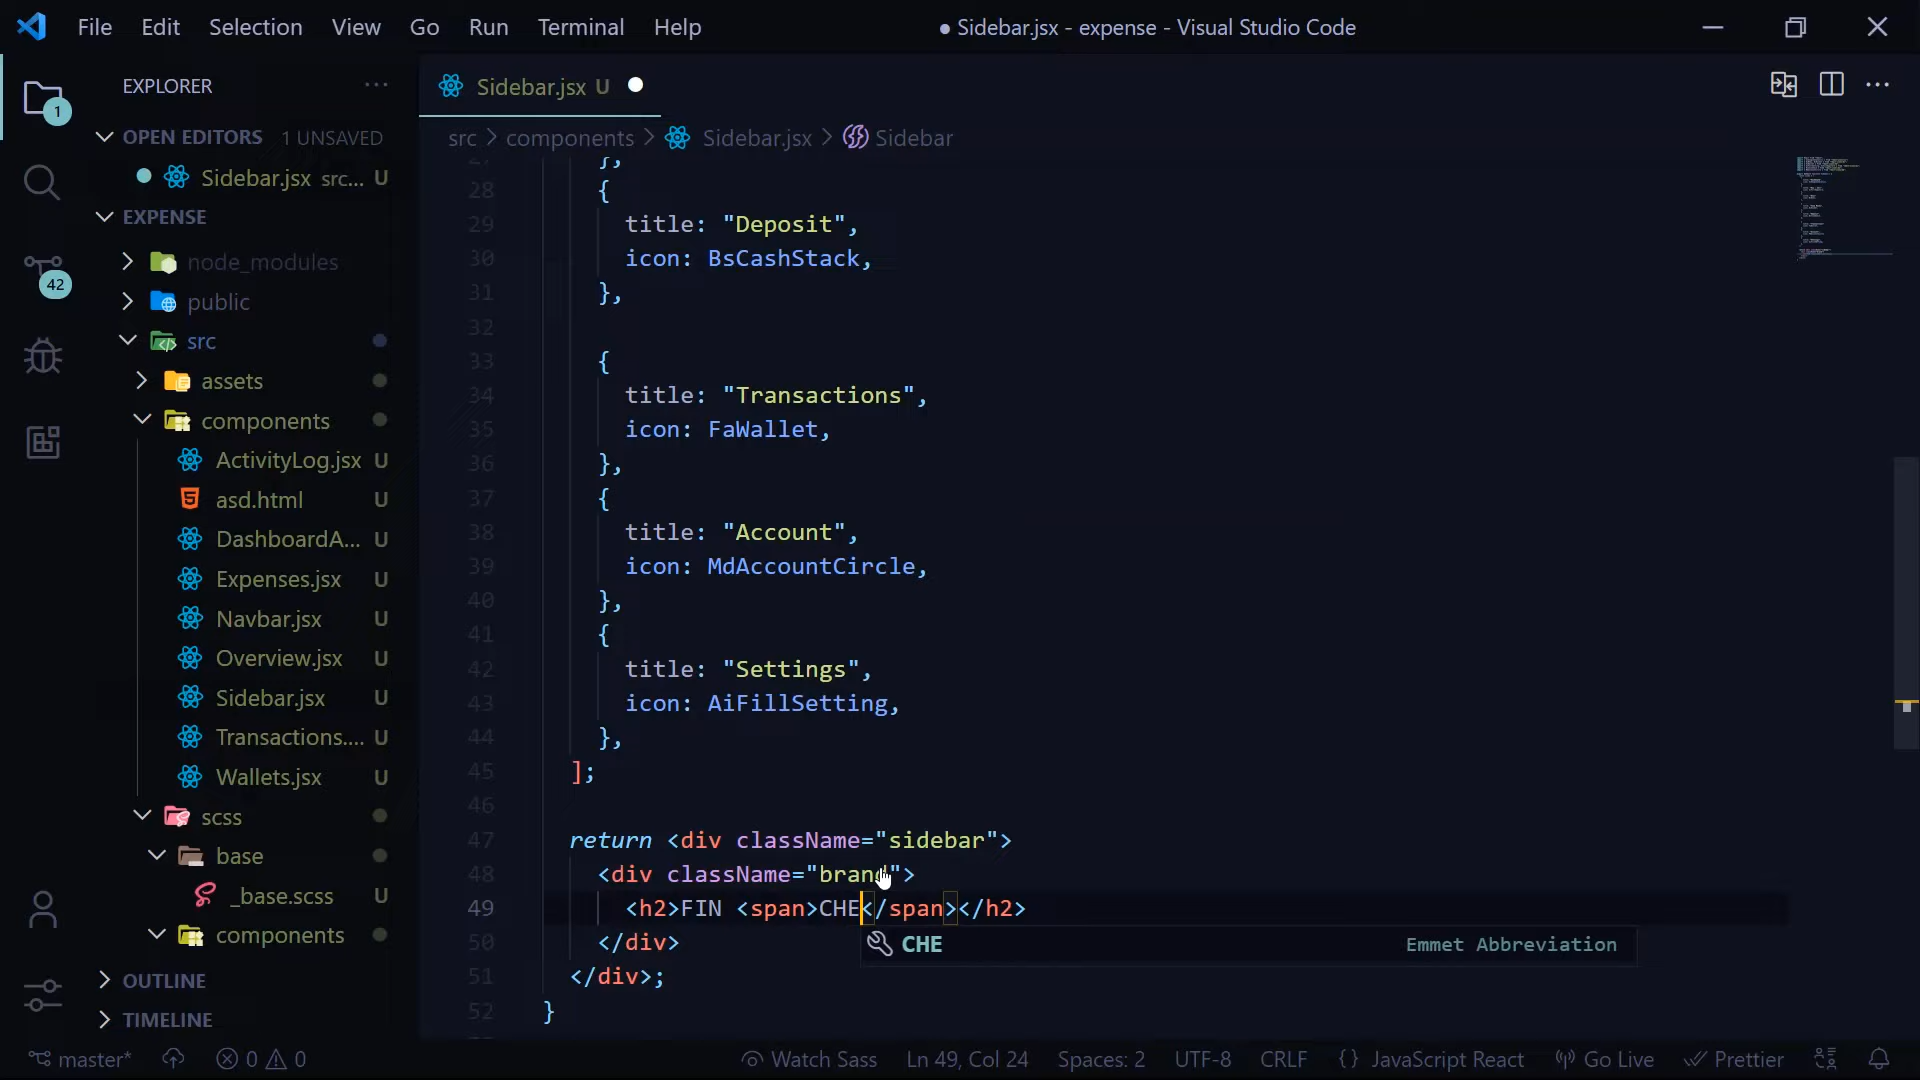 File Edit Selection View Go Run Terminal Help
● Sidebar.jsx - expense - Visual Studio Code
EXPLORER
OPEN EDITORS 1 UNSAVED
Sidebar.jsx src... U
EXPENSE
node_modules
public
src
assets
components
ActivityLog.jsx U
asd.html U
DashboardA... U
Expenses.jsx U
Navbar.jsx U
Overview.jsx U
Sidebar.jsx U
Transactions.... U
Wallets.jsx U
scss
base
_base.scss U
components
OUTLINE
TIMELINE
1
42
Sidebar.jsx U
src > components > Sidebar.jsx > Sidebar
27 },
28 {
29 title: "Deposit",
30 icon: BsCashStack,
31 },
32
33 {
34 title: "Transactions",
35 icon: FaWallet,
36 },
37 {
38 title: "Account",
39 icon: MdAccountCircle,
40 },
41 {
42 title: "Settings",
43 icon: AiFillSetting,
44 },
45 ];
46
47 return <div className="sidebar">
48 <div className="brand">
49 <h2>FIN <span>CHE</span></h2>
50 </div>
51 </div>;
52 }
CHE Emmet Abbreviation
master* 0 0 Watch Sass Ln 49, Col 24 Spaces: 2 UTF-8 CRLF {} JavaScript React Go Live Prettier